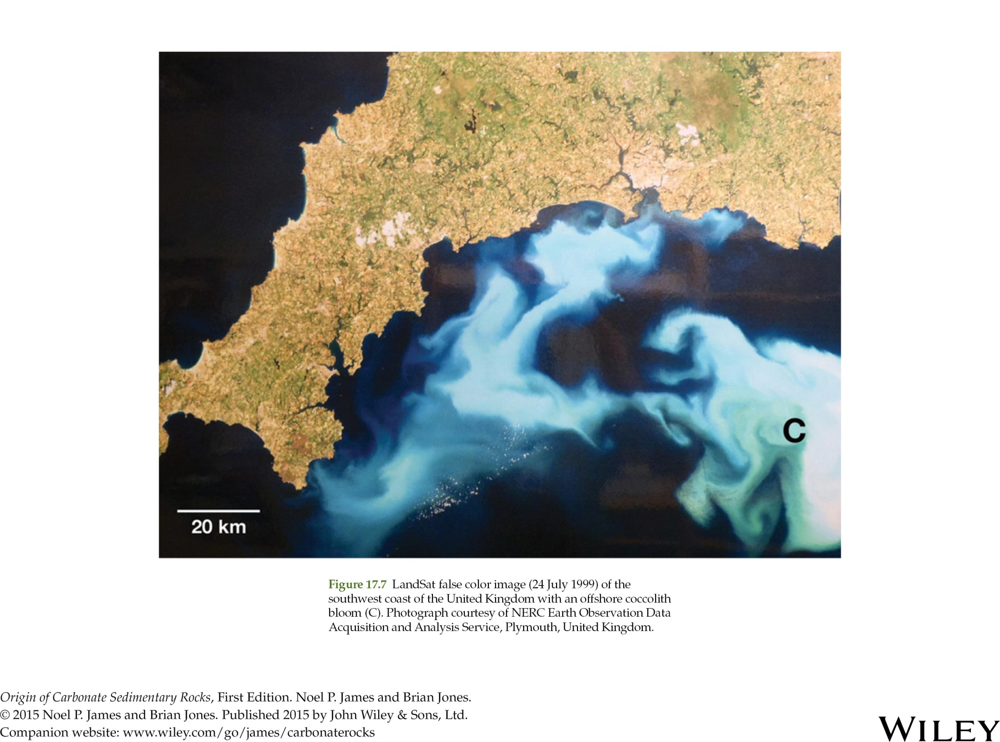 C
20 km
Figure 17.7 LandSat false color image (24 July 1999) of the
southwest coast of the United Kingdom with an offshore coccolith
bloom (C). Photograph courtesy of NERC Earth Observation Data
Acquisition and Analysis Service, Plymouth, United Kingdom.
Origin of Carbonate Sedimentary Rocks, First Edition. Noel P. James and Brian Jones.
© 2015 Noel P. James and Brian Jones. Published 2015 by John Wiley & Sons, Ltd.
Companion website: www.wiley.com/go/james/carbonaterocks
WILEY